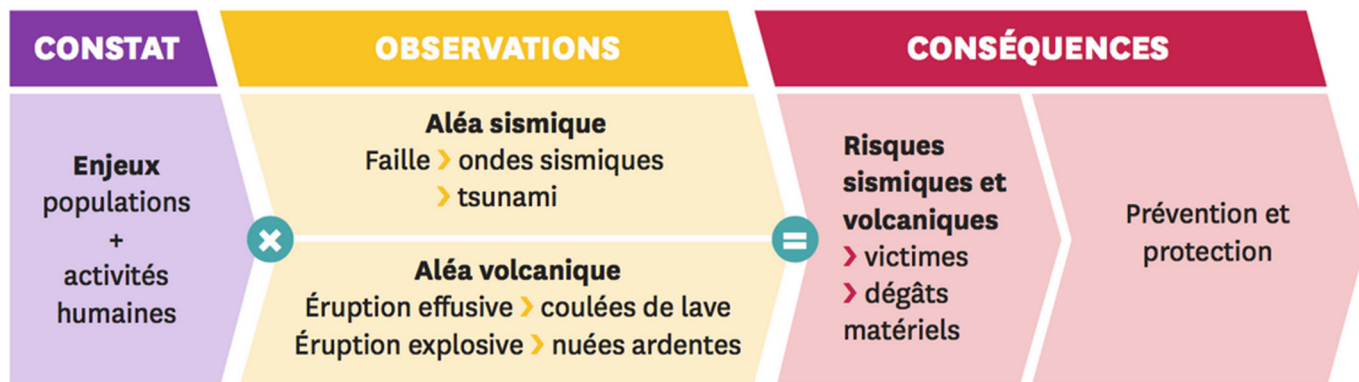 CONSTAT
OBSERVATIONS
CONSÉQUENCES
Enjeux
populations
+
activités
humaines
×
Aléa sismique
Faille > ondes sismiques
> tsunami
Aléa volcanique
Éruption effusive > coulées de lave
Éruption explosive > nuées ardentes
=
Risques
sismiques et
volcaniques
> victimes
> dégâts
matériels
Prévention et
protection